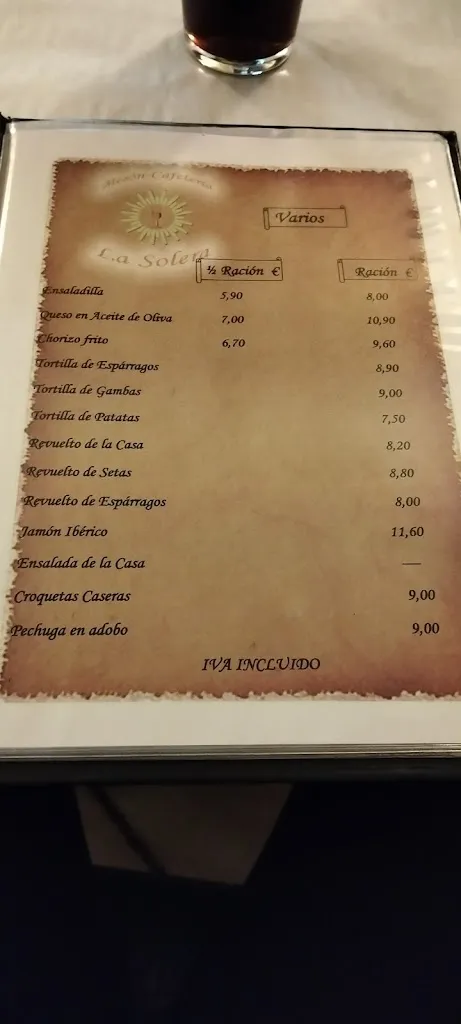 Mesón Cafetería
La Solera
Varios
½ Ración € Ración €
Ensaladilla 5,90 8,00
Queso en Aceite de Oliva 7,00 10,90
Chorizo frito 6,70 9,60
Tortilla de Espárragos 8,90
Tortilla de Gambas 9,00
Tortilla de Patatas 7,50
Revuelto de la Casa 8,20
Revuelto de Setas 8,80
Revuelto de Espárragos 8,00
Jamón Ibérico 11,60
Ensalada de la Casa —
Croquetas Caseras 9,00
Pechuga en adobo 9,00
IVA INCLUIDO